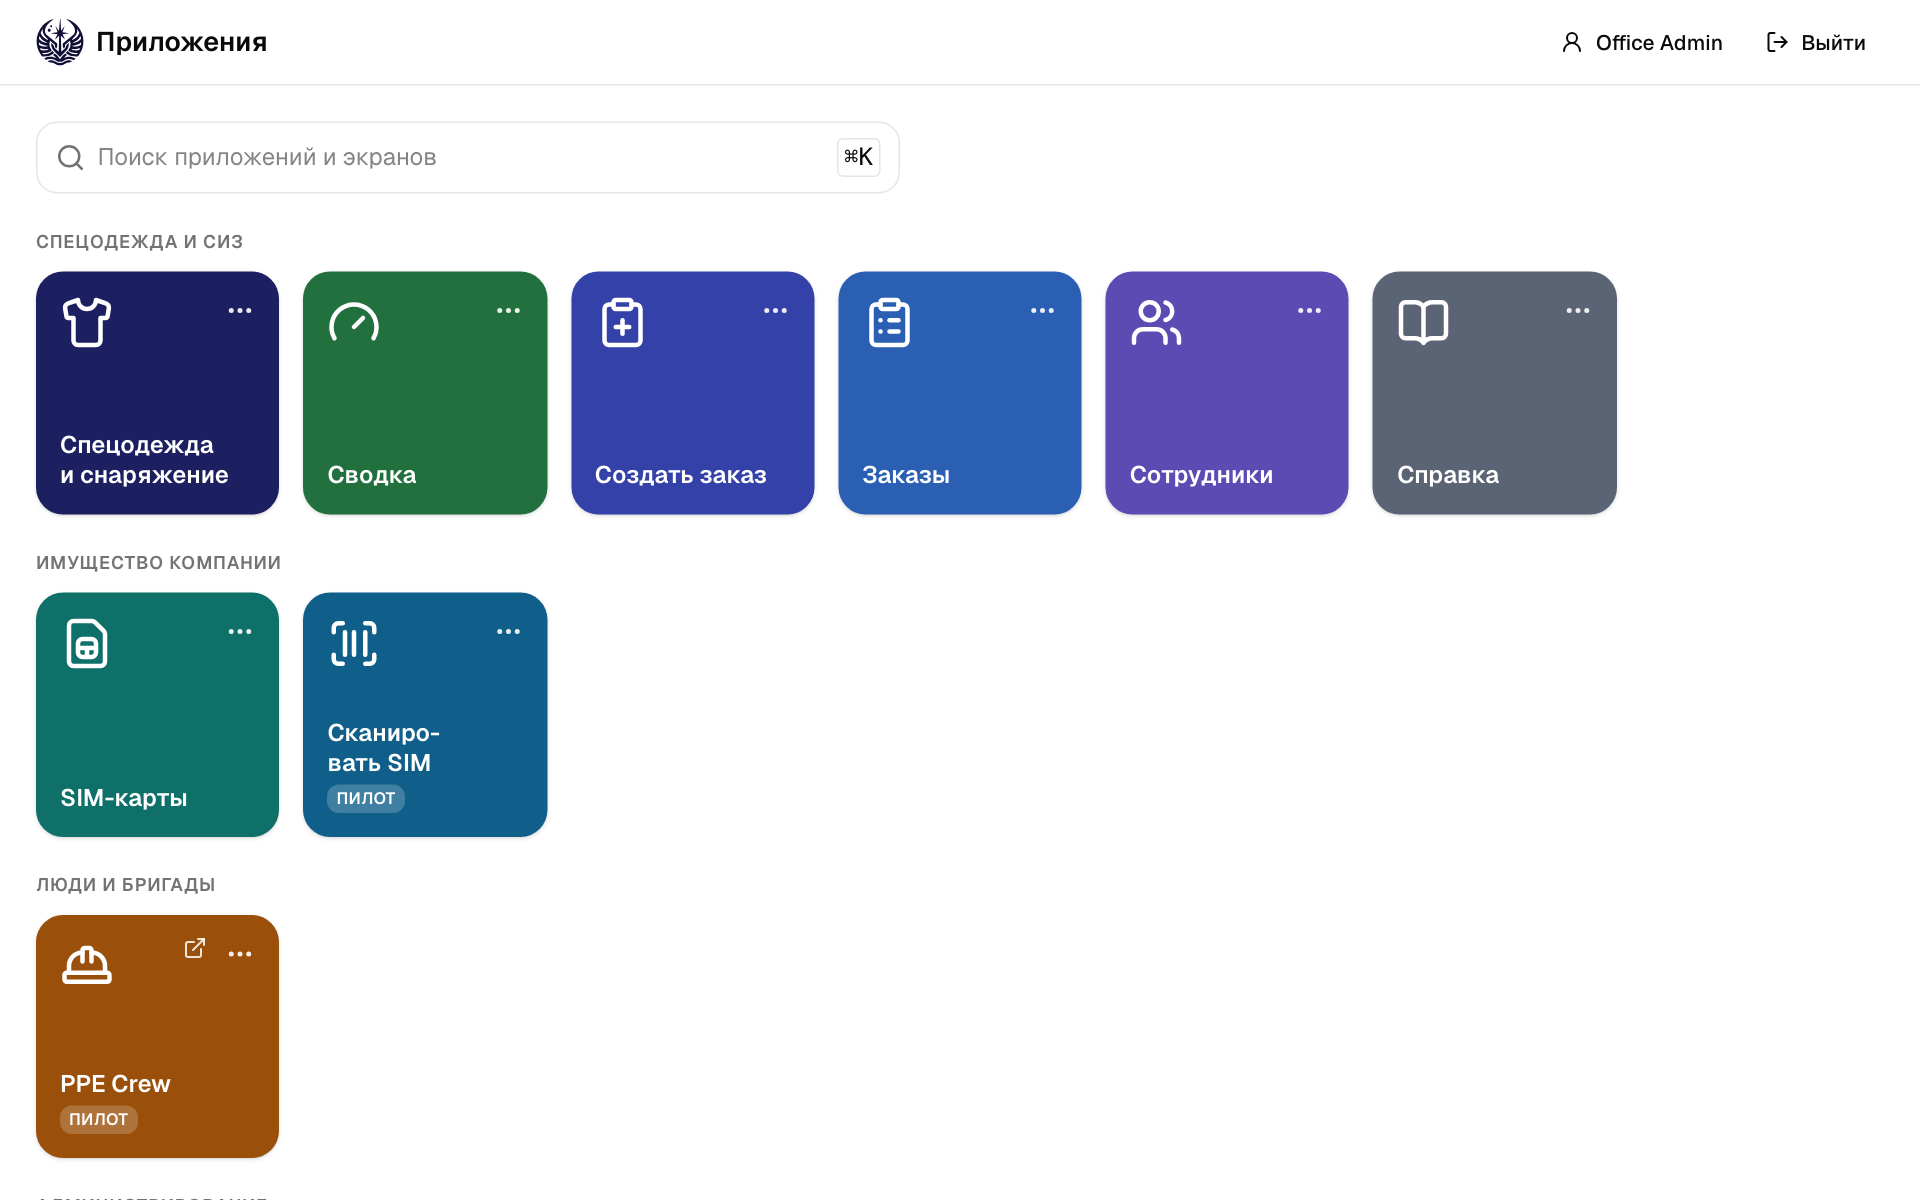 Приложения
Office Admin
Выйти
Поиск приложений и экранов
⌘K
СПЕЦОДЕЖДА И СИЗ
Спецодежда
и снаряжение
Сводка
Создать заказ
Заказы
Сотрудники
Справка
ИМУЩЕСТВО КОМПАНИИ
SIM-карты
Сканиро-
вать SIM
ПИЛОТ
ЛЮДИ И БРИГАДЫ
PPE Crew
ПИЛОТ